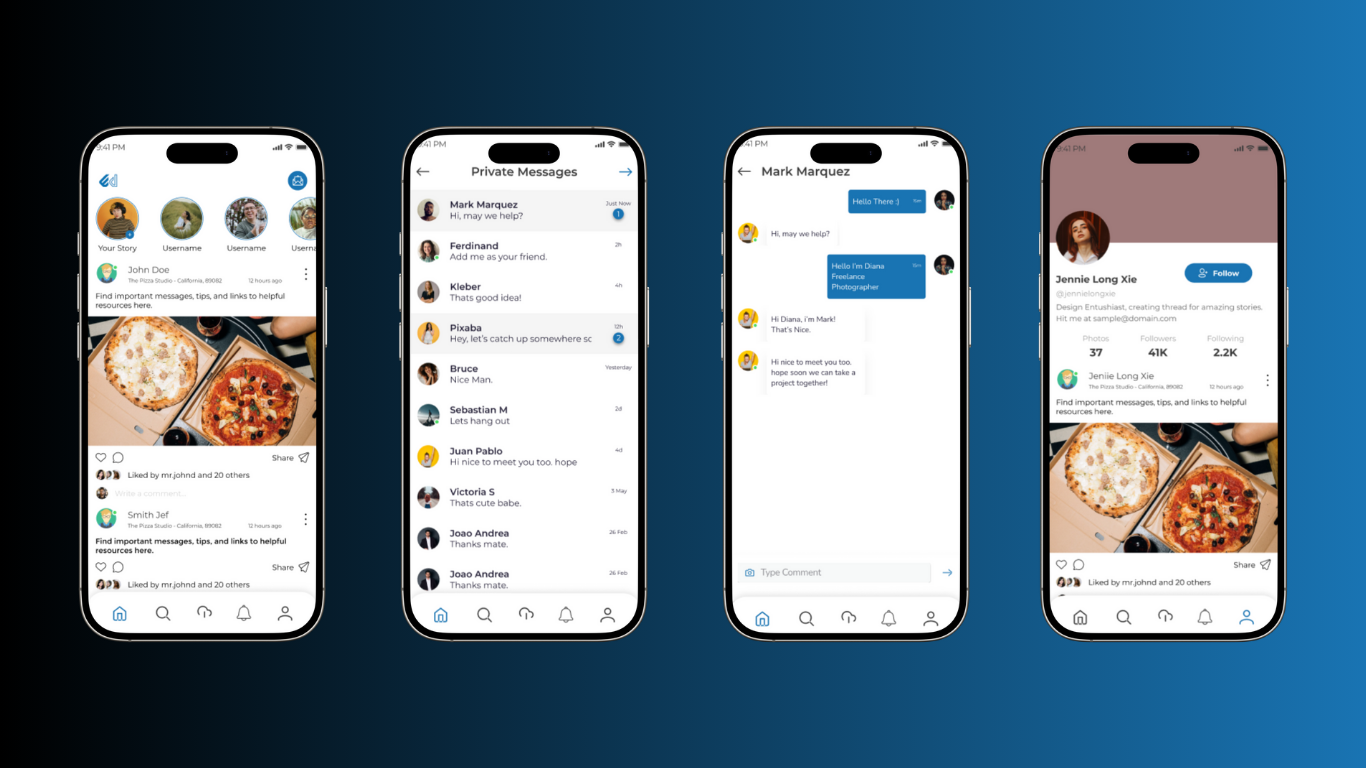 9:41 PM
Your Story
Username
Username
Userna
John Doe
The Pizza Studio - California, 89082
12 hours ago
Find important messages, tips, and links to helpful
resources here.
Share
Liked by mr.johnd and 20 others
Write a comment...
Smith Jef
The Pizza Studio - California, 89082
12 hours ago
Find important messages, tips, and links to helpful
resources here.
Share
Liked by mr.johnd and 20 others
:41 PM
Private Messages
Mark Marquez
Just Now
Hi, may we help?
1
Ferdinand
2h
Add me as your friend.
Kleber
4h
Thats good idea!
Pixaba
12h
Hey, let's catch up somewhere sc
2
Bruce
Yesterday
Nice Man.
Sebastian M
2d
Lets hang out
Juan Pablo
4d
Hi nice to meet you too. hope
Victoria S
3 May
Thats cute babe.
Joao Andrea
26 Feb
Thanks mate.
Joao Andrea
26 Feb
Thanks mate.
:41 PM
Mark Marquez
Hello There :)
Hi, may we help?
Hello I'm Diana
Freelance
Photographer
Hi Diana, i'm Mark!
That's Nice.
Hi nice to meet you too.
hope soon we can take a
project together!
Type Comment
9:41 PM
Jennie Long Xie
Follow
@jennielongxie
Design Entushiast, creating thread for amazing stories.
Hit me at sample@domain.com
Photos
Followers
Following
37
41K
2.2K
Jeniie Long Xie
The Pizza Studio - California, 89082
12 hours ago
Find important messages, tips, and links to helpful
resources here.
Share
Liked by mr.johnd and 20 others